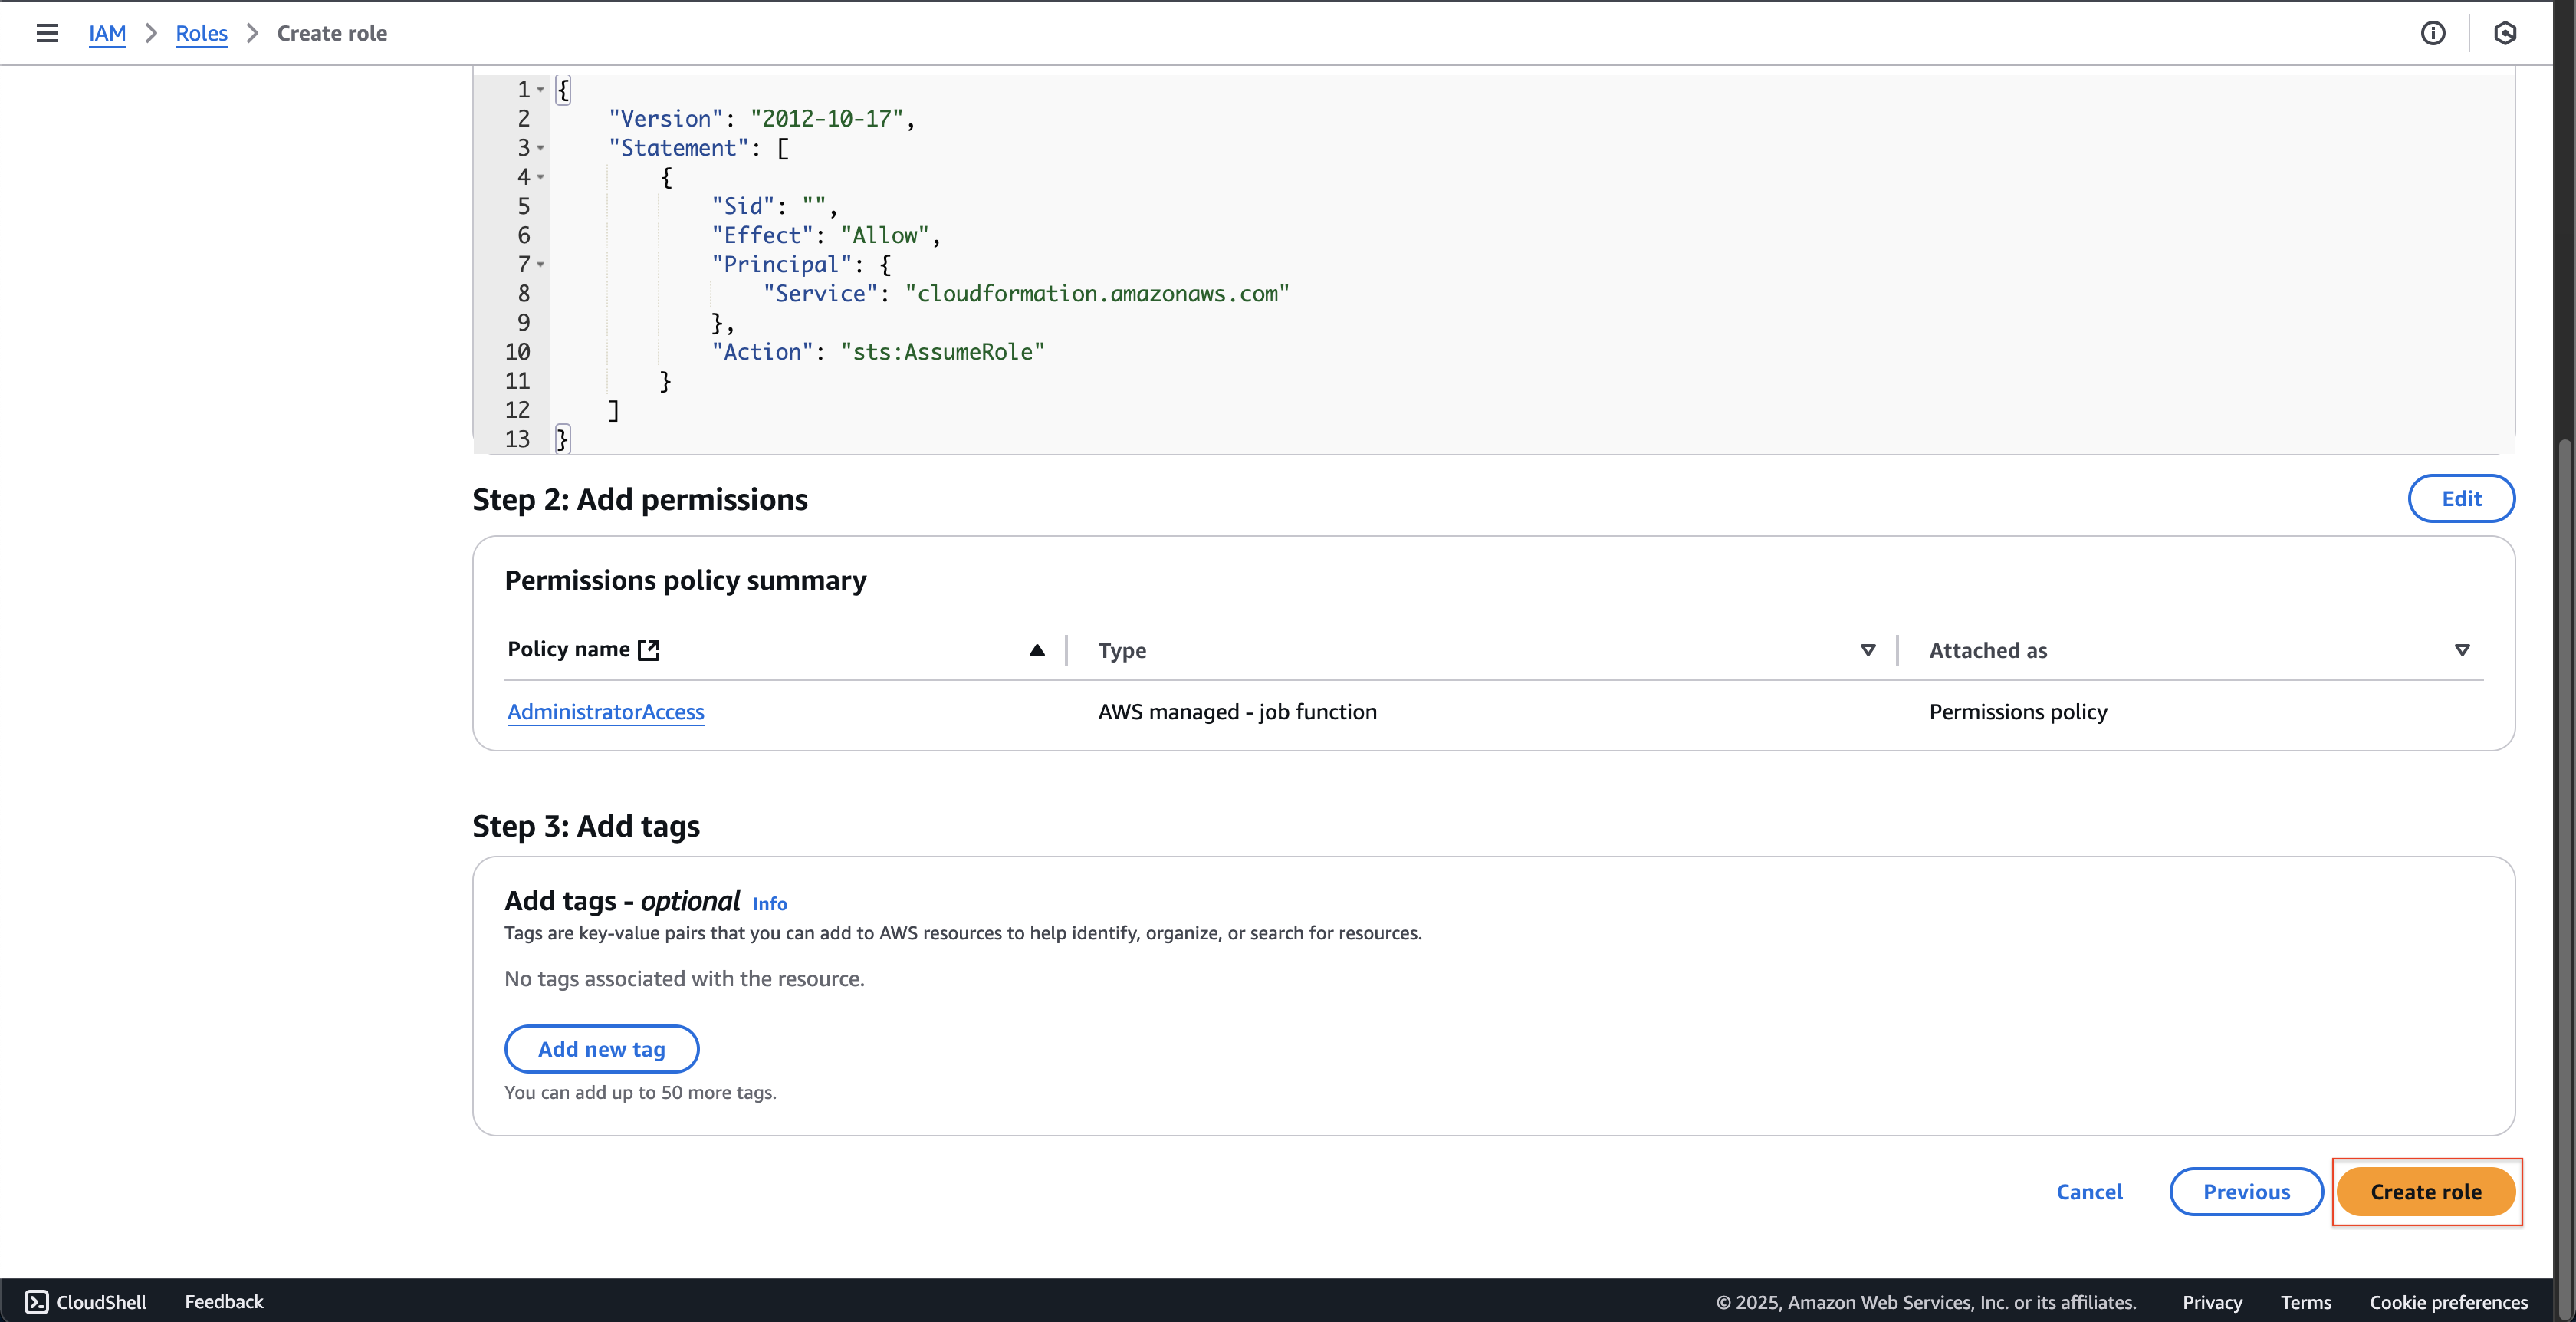 IAM > Roles > Create role
1 {
2 "Version": "2012-10-17",
3 "Statement": [
4 {
5 "Sid": "",
6 "Effect": "Allow",
7 "Principal": {
8 "Service": "cloudformation.amazonaws.com"
9 },
10 "Action": "sts:AssumeRole"
11 }
12 ]
13 }
Step 2: Add permissions
Edit
Permissions policy summary
Policy name Type Attached as
AdministratorAccess AWS managed - job function Permissions policy
Step 3: Add tags
Add tags - optional Info
Tags are key-value pairs that you can add to AWS resources to help identify, organize, or search for resources.
No tags associated with the resource.
Add new tag
You can add up to 50 more tags.
Cancel Previous Create role
CloudShell Feedback © 2025, Amazon Web Services, Inc. or its affiliates. Privacy Terms Cookie preferences